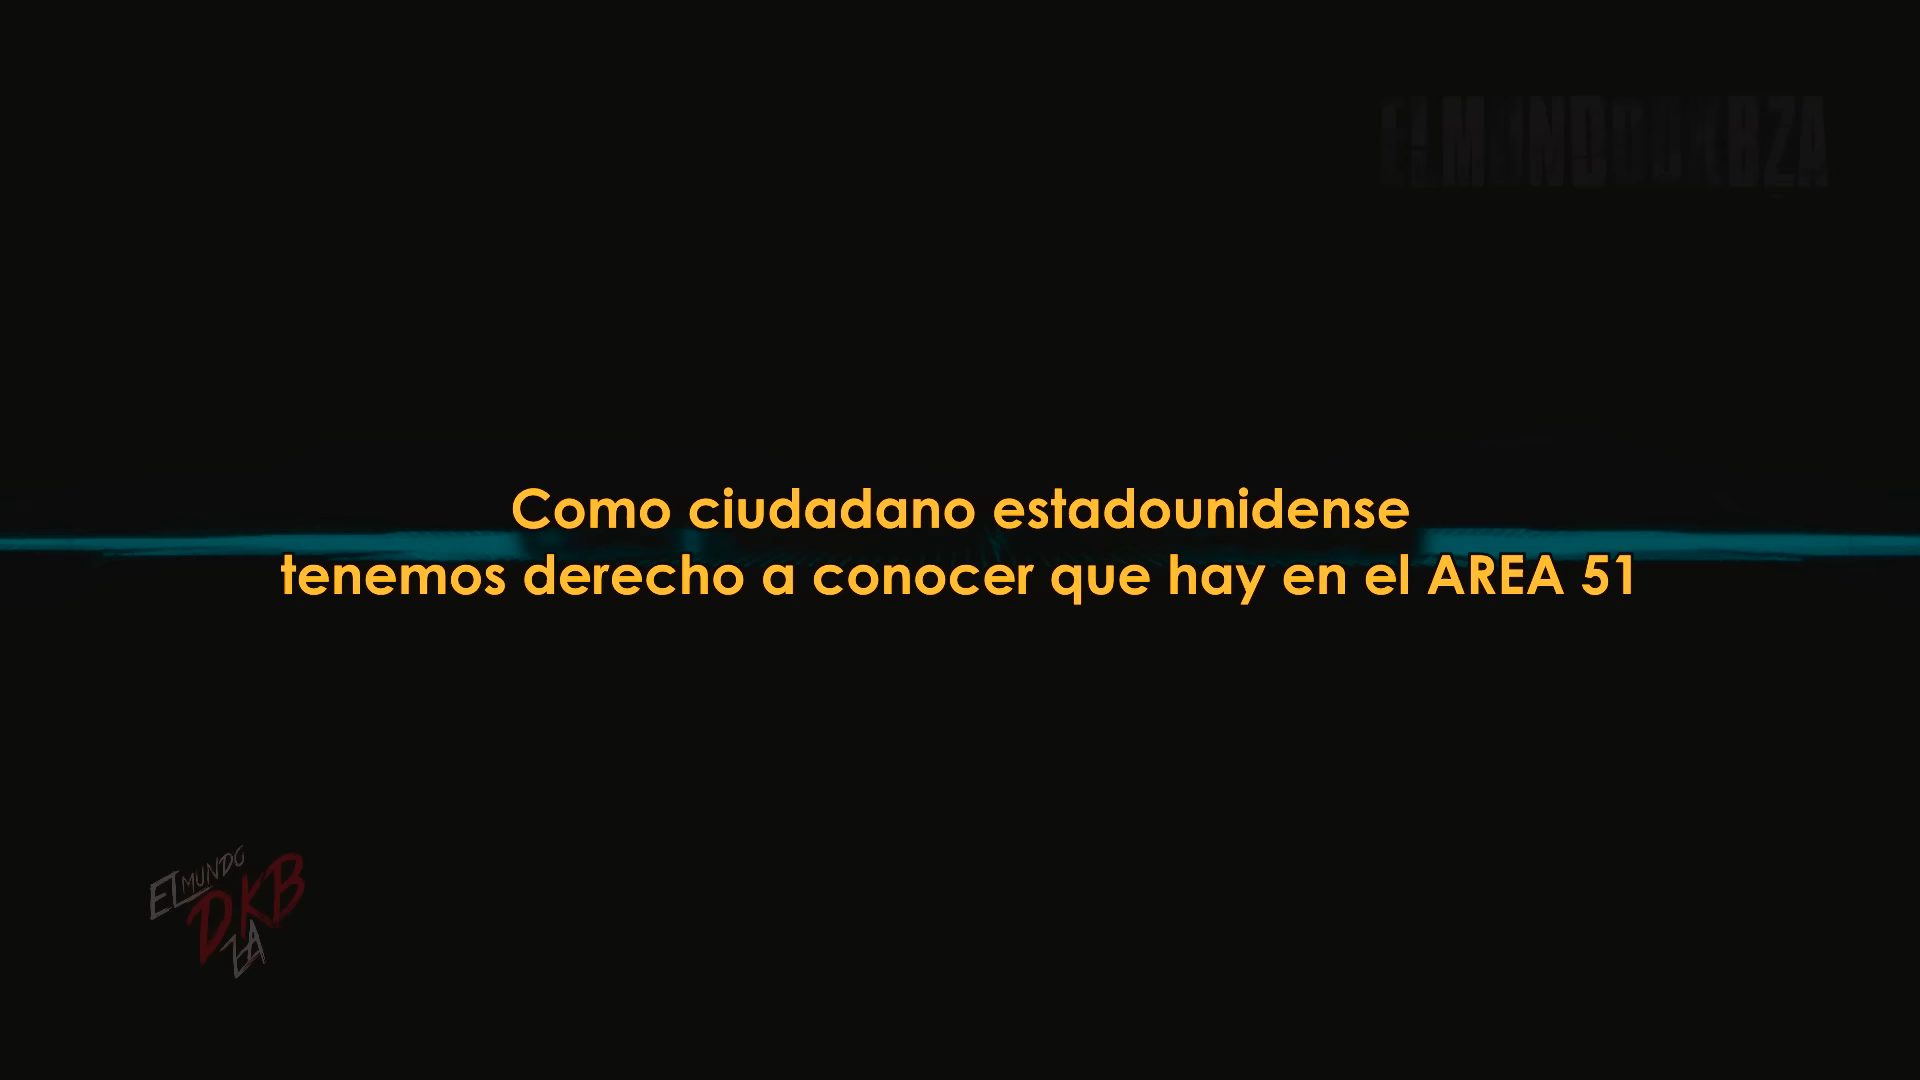 ELMUNDODKBZA
Como ciudadano estadounidense
tenemos derecho a conocer que hay en el AREA 51
EL MUNDO
DKB
ZA